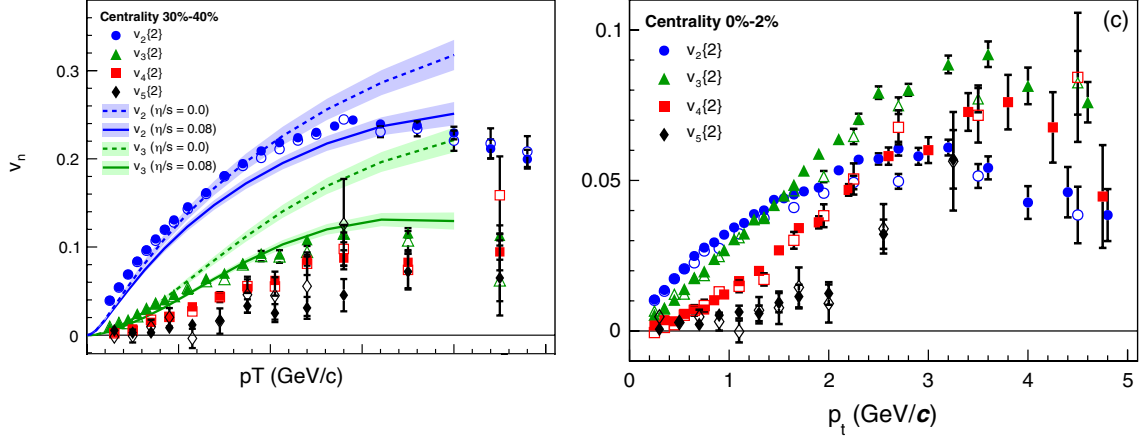 Centrality 30%-40%
v2{2}
v3{2}
v4{2}
v5{2}
v2 (η/s = 0.0)
v2 (η/s = 0.08)
v3 (η/s = 0.0)
v3 (η/s = 0.08)
vn
0.3
0.2
0.1
0
pT (GeV/c)
Centrality 0%-2%
(c)
v2{2}
v3{2}
v4{2}
v5{2}
0.1
0.05
0
0 1 2 3 4 5
pt (GeV/c)